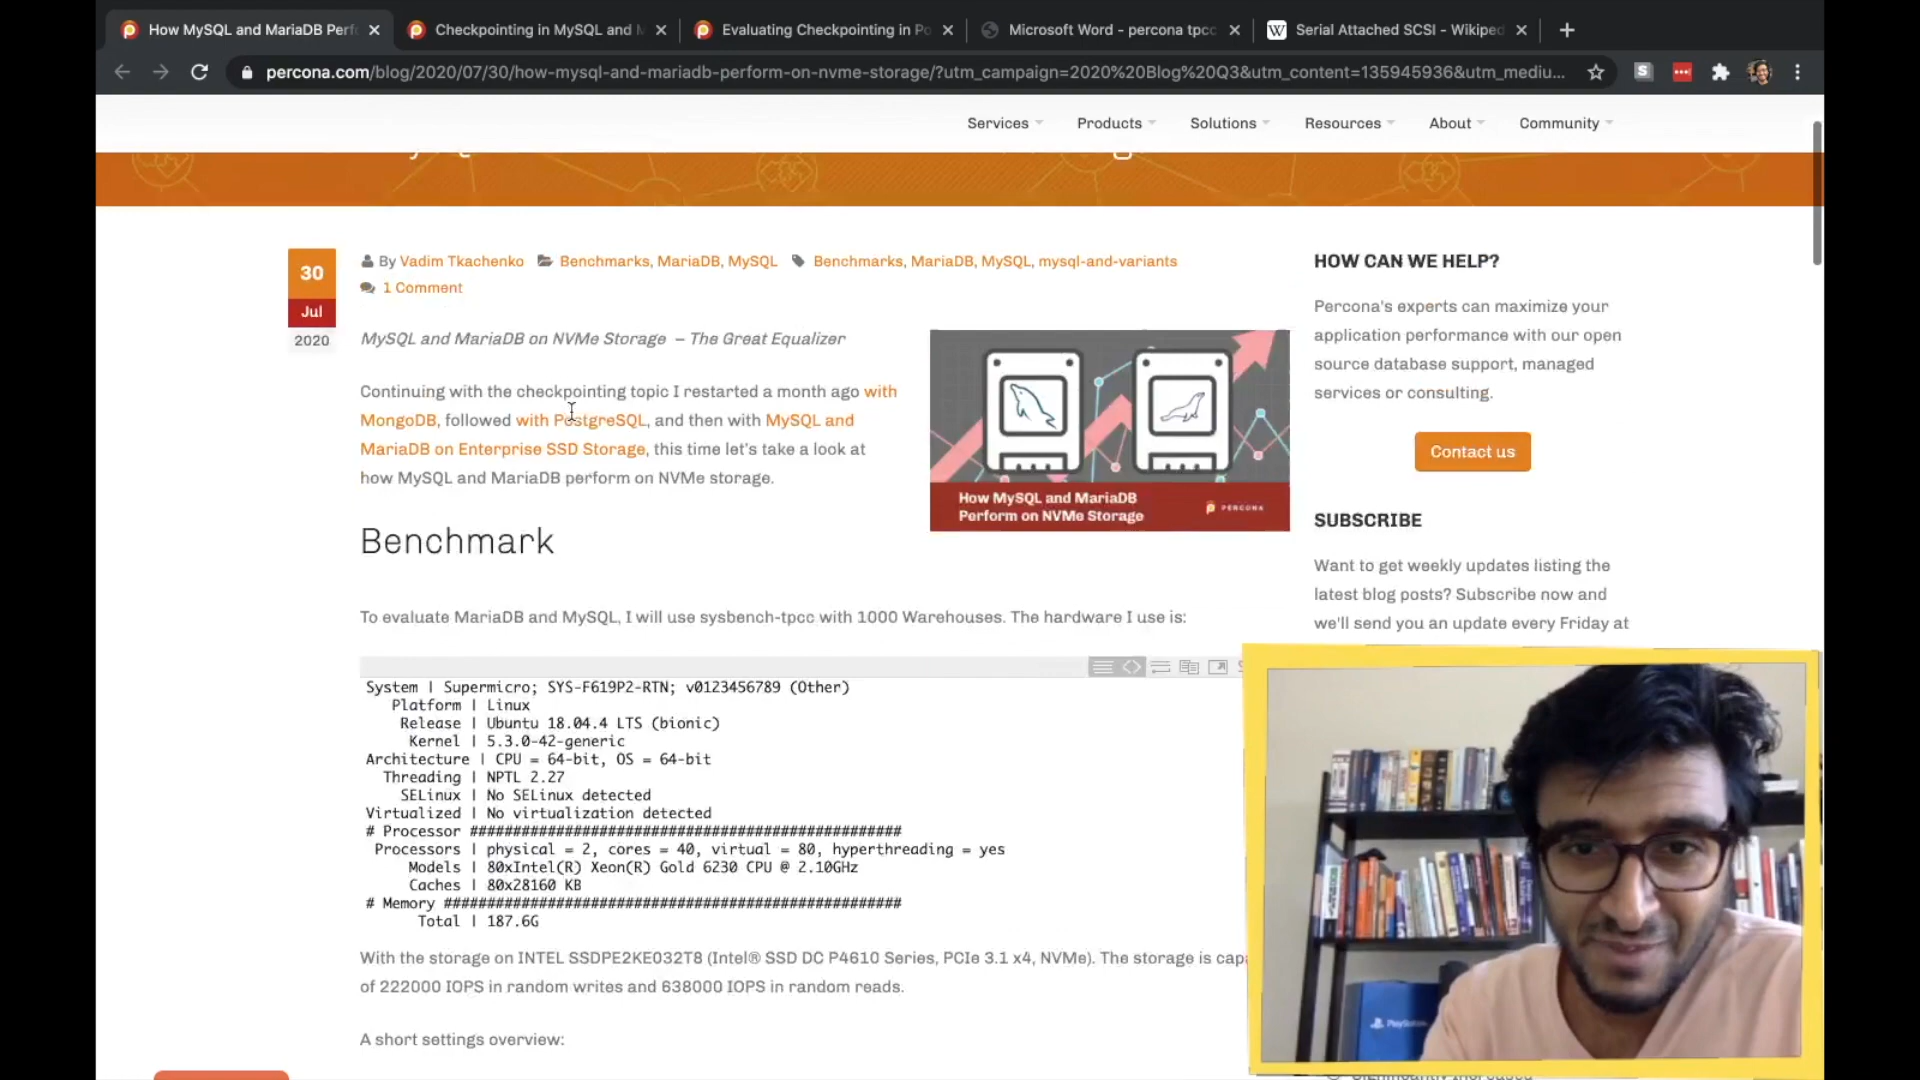 How MySQL and MariaDB Perf
Checkpointing in MySQL and M
Evaluating Checkpointing in Po
Microsoft Word - percona tpcc
Serial Attached SCSI - Wikiped
percona.com/blog/2020/07/30/how-mysql-and-mariadb-perform-on-nvme-storage/?utm_campaign=2020%20Blog%20Q3&utm_content=135945936&utm_mediu...
Services
Products
Solutions
Resources
About
Community
30
Jul
2020
By Vadim Tkachenko Benchmarks, MariaDB, MySQL Benchmarks, MariaDB, MySQL, mysql-and-variants
1 Comment
MySQL and MariaDB on NVMe Storage – The Great Equalizer
Continuing with the checkpointing topic I restarted a month ago with
MongoDB, followed with PostgreSQL, and then with MySQL and
MariaDB on Enterprise SSD Storage, this time let's take a look at
how MySQL and MariaDB perform on NVMe storage.
How MySQL and MariaDB
Perform on NVMe Storage
PERCONA
Benchmark
To evaluate MariaDB and MySQL, I will use sysbench-tpcc with 1000 Warehouses. The hardware I use is:
System | Supermicro; SYS-F619P2-RTN; v0123456789 (Other)
Platform | Linux
Release | Ubuntu 18.04.4 LTS (bionic)
Kernel | 5.3.0-42-generic
Architecture | CPU = 64-bit, OS = 64-bit
Threading | NPTL 2.27
SELinux | No SELinux detected
Virtualized | No virtualization detected
# Processor ##################################################
Processors | physical = 2, cores = 40, virtual = 80, hyperthreading = yes
Models | 80xIntel(R) Xeon(R) Gold 6230 CPU @ 2.10GHz
Caches | 80x28160 KB
# Memory #####################################################
Total | 187.6G
With the storage on INTEL SSDPE2KE032T8 (Intel® SSD DC P4610 Series, PCIe 3.1 x4, NVMe). The storage is capa
of 222000 IOPS in random writes and 638000 IOPS in random reads.
A short settings overview:
HOW CAN WE HELP?
Percona's experts can maximize your
application performance with our open
source database support, managed
services or consulting.
Contact us
SUBSCRIBE
Want to get weekly updates listing the
latest blog posts? Subscribe now and
we'll send you an update every Friday at
PlayStation